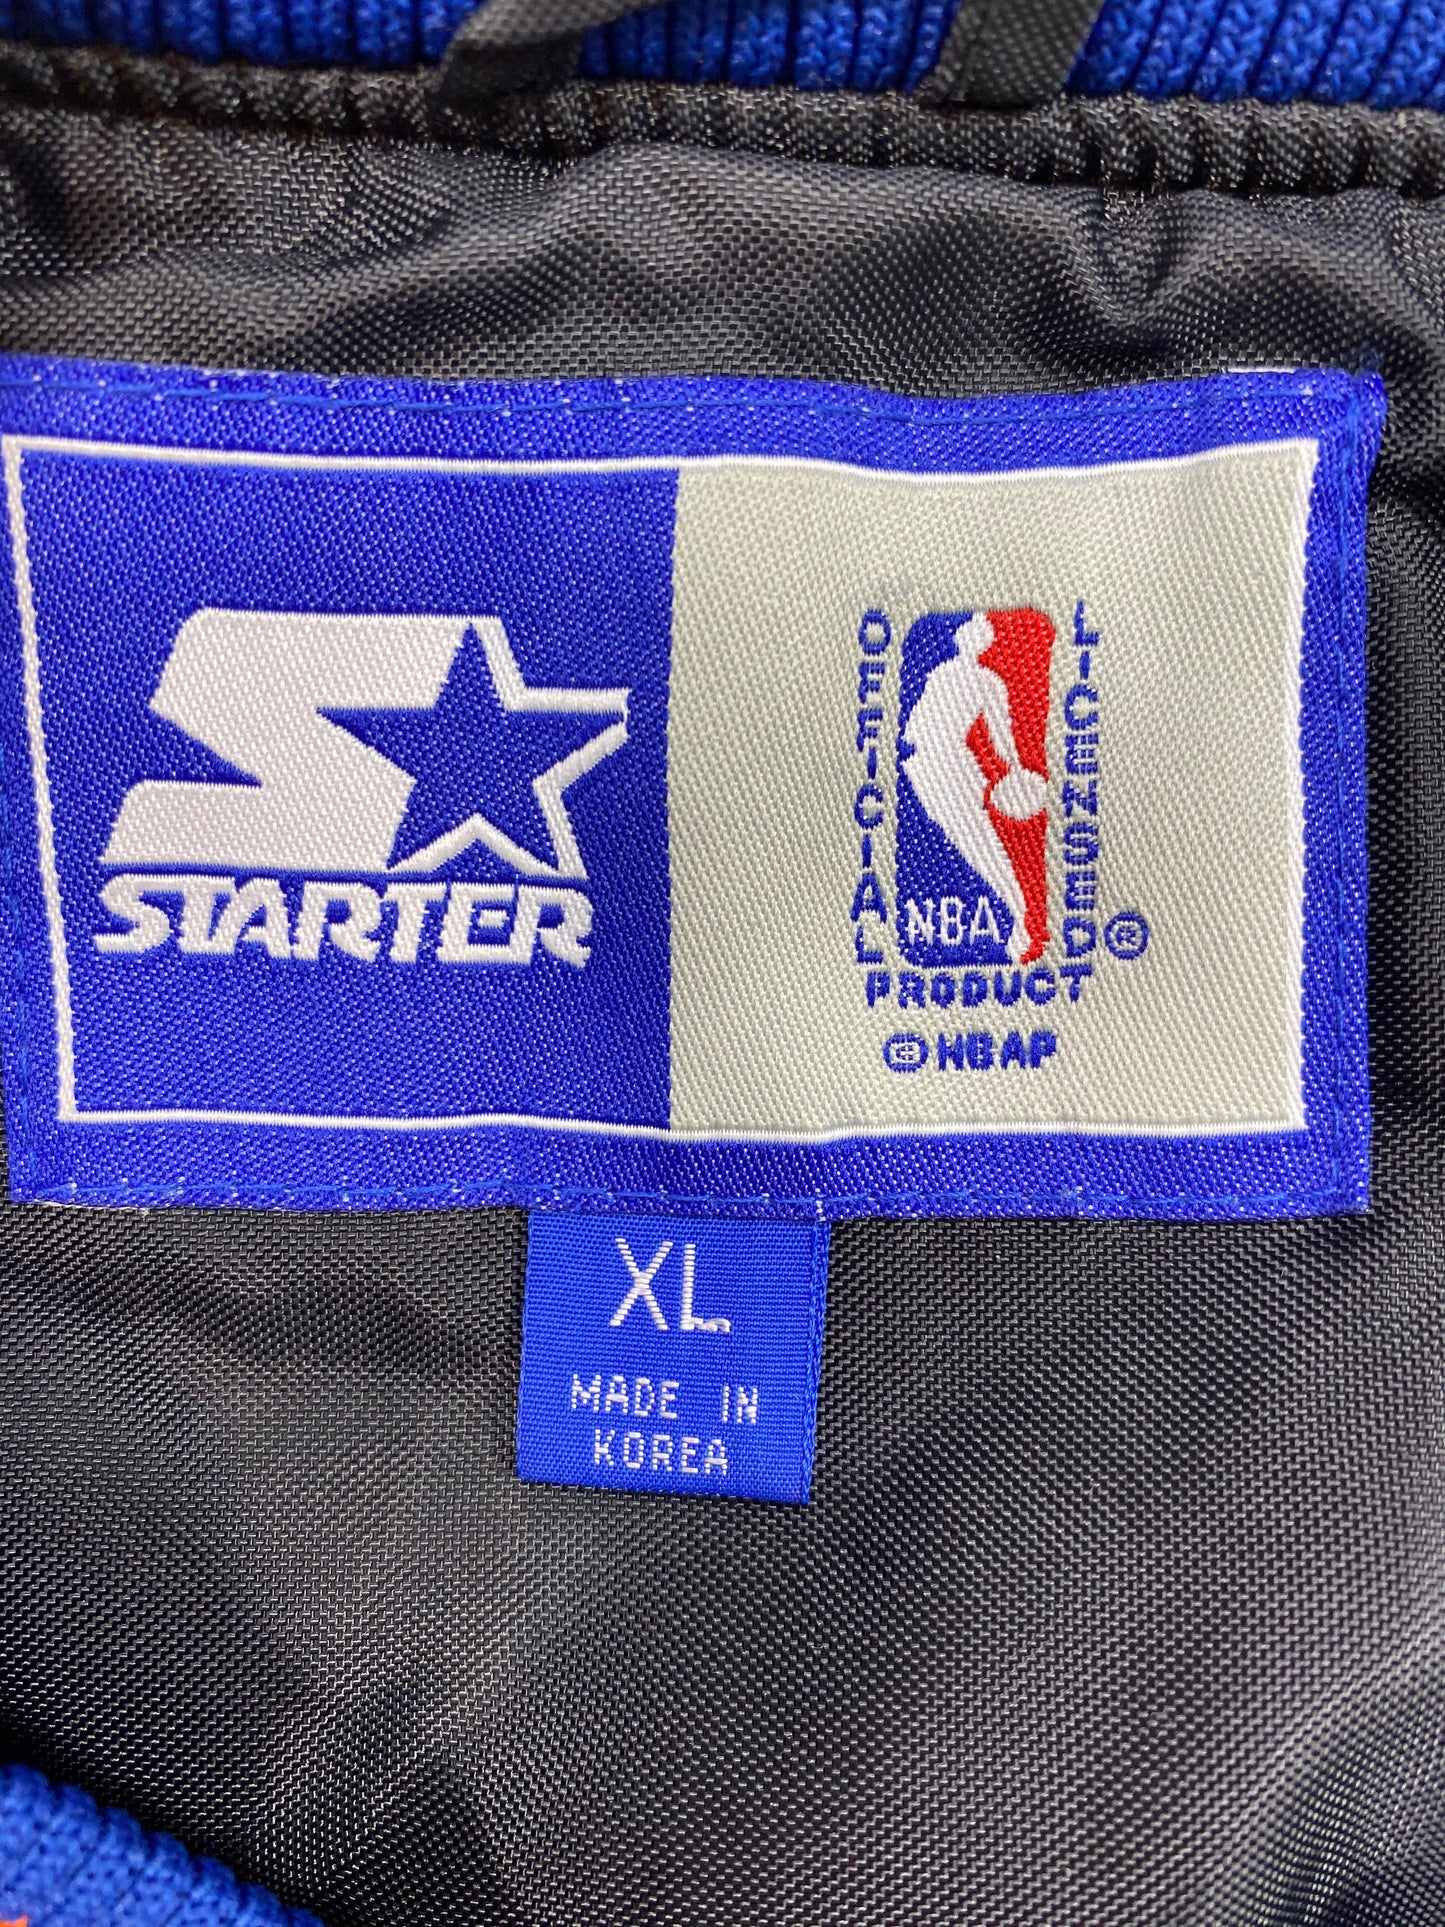 STARTER
OFFICIAL
LICENSED
NBA
®
PRODUCT
© NBAP
XL
MADE IN
KOREA